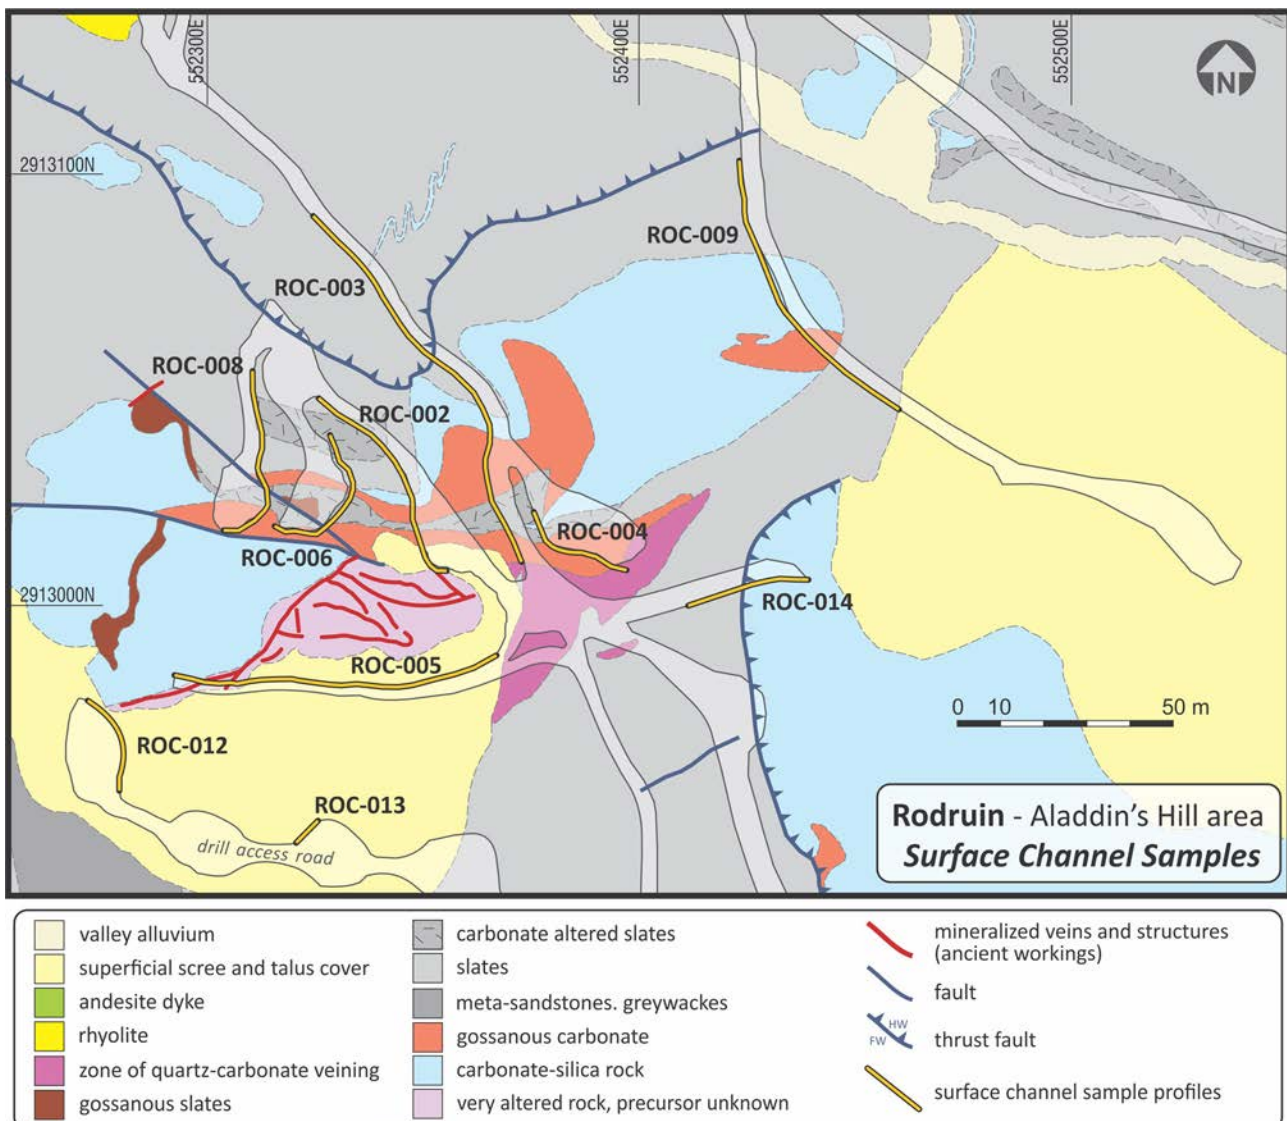 552300E
552400E
552500E
N
2913100N
ROC-009
ROC-003
ROC-008
ROC-002
ROC-004
ROC-006
2913000N
ROC-014
ROC-005
0 10 50 m
ROC-012
ROC-013
drill access road
Rodruin - Aladdin's Hill area
Surface Channel Samples
valley alluvium
superficial scree and talus cover
andesite dyke
rhyolite
zone of quartz-carbonate veining
gossanous slates
carbonate altered slates
slates
meta-sandstones. greywackes
gossanous carbonate
carbonate-silica rock
very altered rock, precursor unknown
mineralized veins and structures
(ancient workings)
fault
HW
FW
thrust fault
surface channel sample profiles